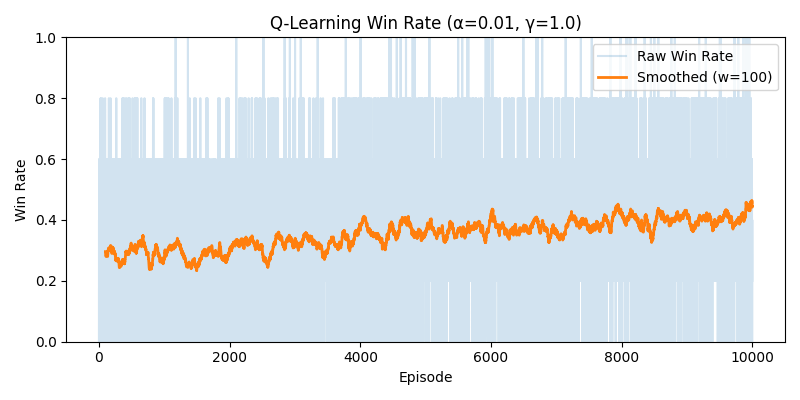 Q-Learning Win Rate (α=0.01, γ=1.0)
Raw Win Rate
Smoothed (w=100)
Win Rate
1.0
0.8
0.6
0.4
0.2
0.0
0
2000
4000
6000
8000
10000
Episode